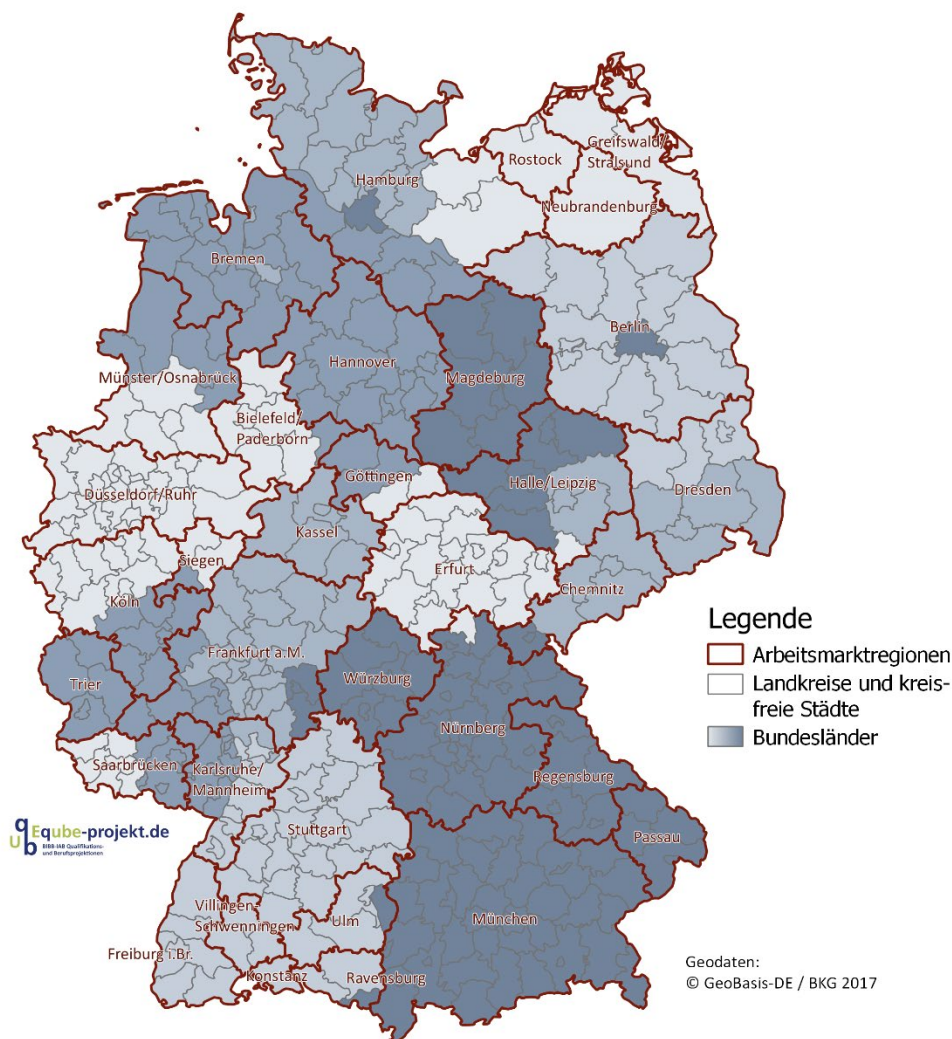 Greifswald/
Stralsund
Rostock
Hamburg
Neubrandenburg
Bremen
Berlin
Hannover
Magdeburg
Münster/Osnabrück
Bielefeld/
Paderborn
Göttingen
Halle/Leipzig
Düsseldorf/Ruhr
Dresden
Kassel
Siegen
Erfurt
Chemnitz
Köln
Frankfurt a.M.
Würzburg
Trier
Nürnberg
Saarbrücken
Karlsruhe/
Mannheim
Regensburg
Stuttgart
Passau
Villingen-
Schwenningen
Ulm
München
Freiburg i.Br.
Konstanz
Ravensburg
Legende
Arbeitsmarktregionen
Landkreise und kreis-
freie Städte
Bundesländer
qub
Eqube-projekt.de
BIBB-IAB Qualifikations-
und Berufsprojektionen
Geodaten:
© GeoBasis-DE / BKG 2017